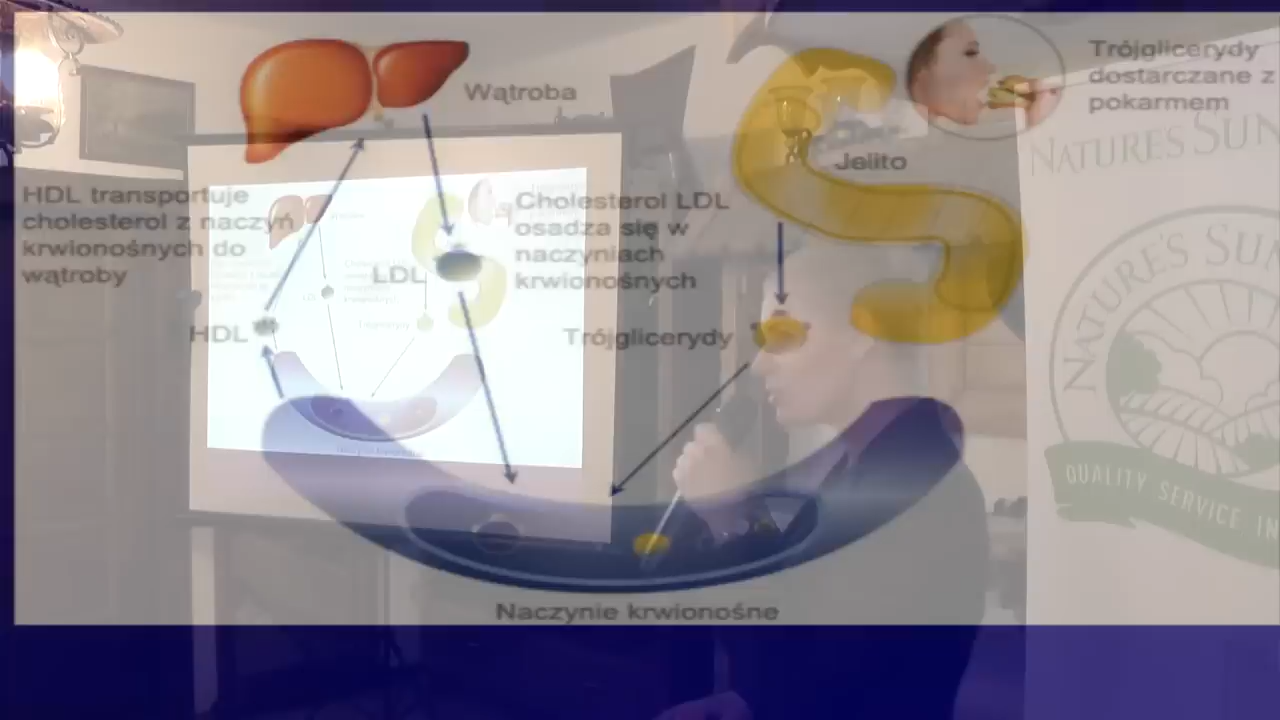 Wątroba
Trójglicerydy
dostarczane z
pokarmem
NATURE'S SUN
Jelito
HDL transportuje
cholesterol z naczyń
krwionośnych do
wątroby
Cholesterol LDL
osadza się w
naczyniach
krwionośnych
LDL
HDL
Trójglicerydy
NATURE'S SUN
QUALITY SERVICE IN
Naczynie krwionośne